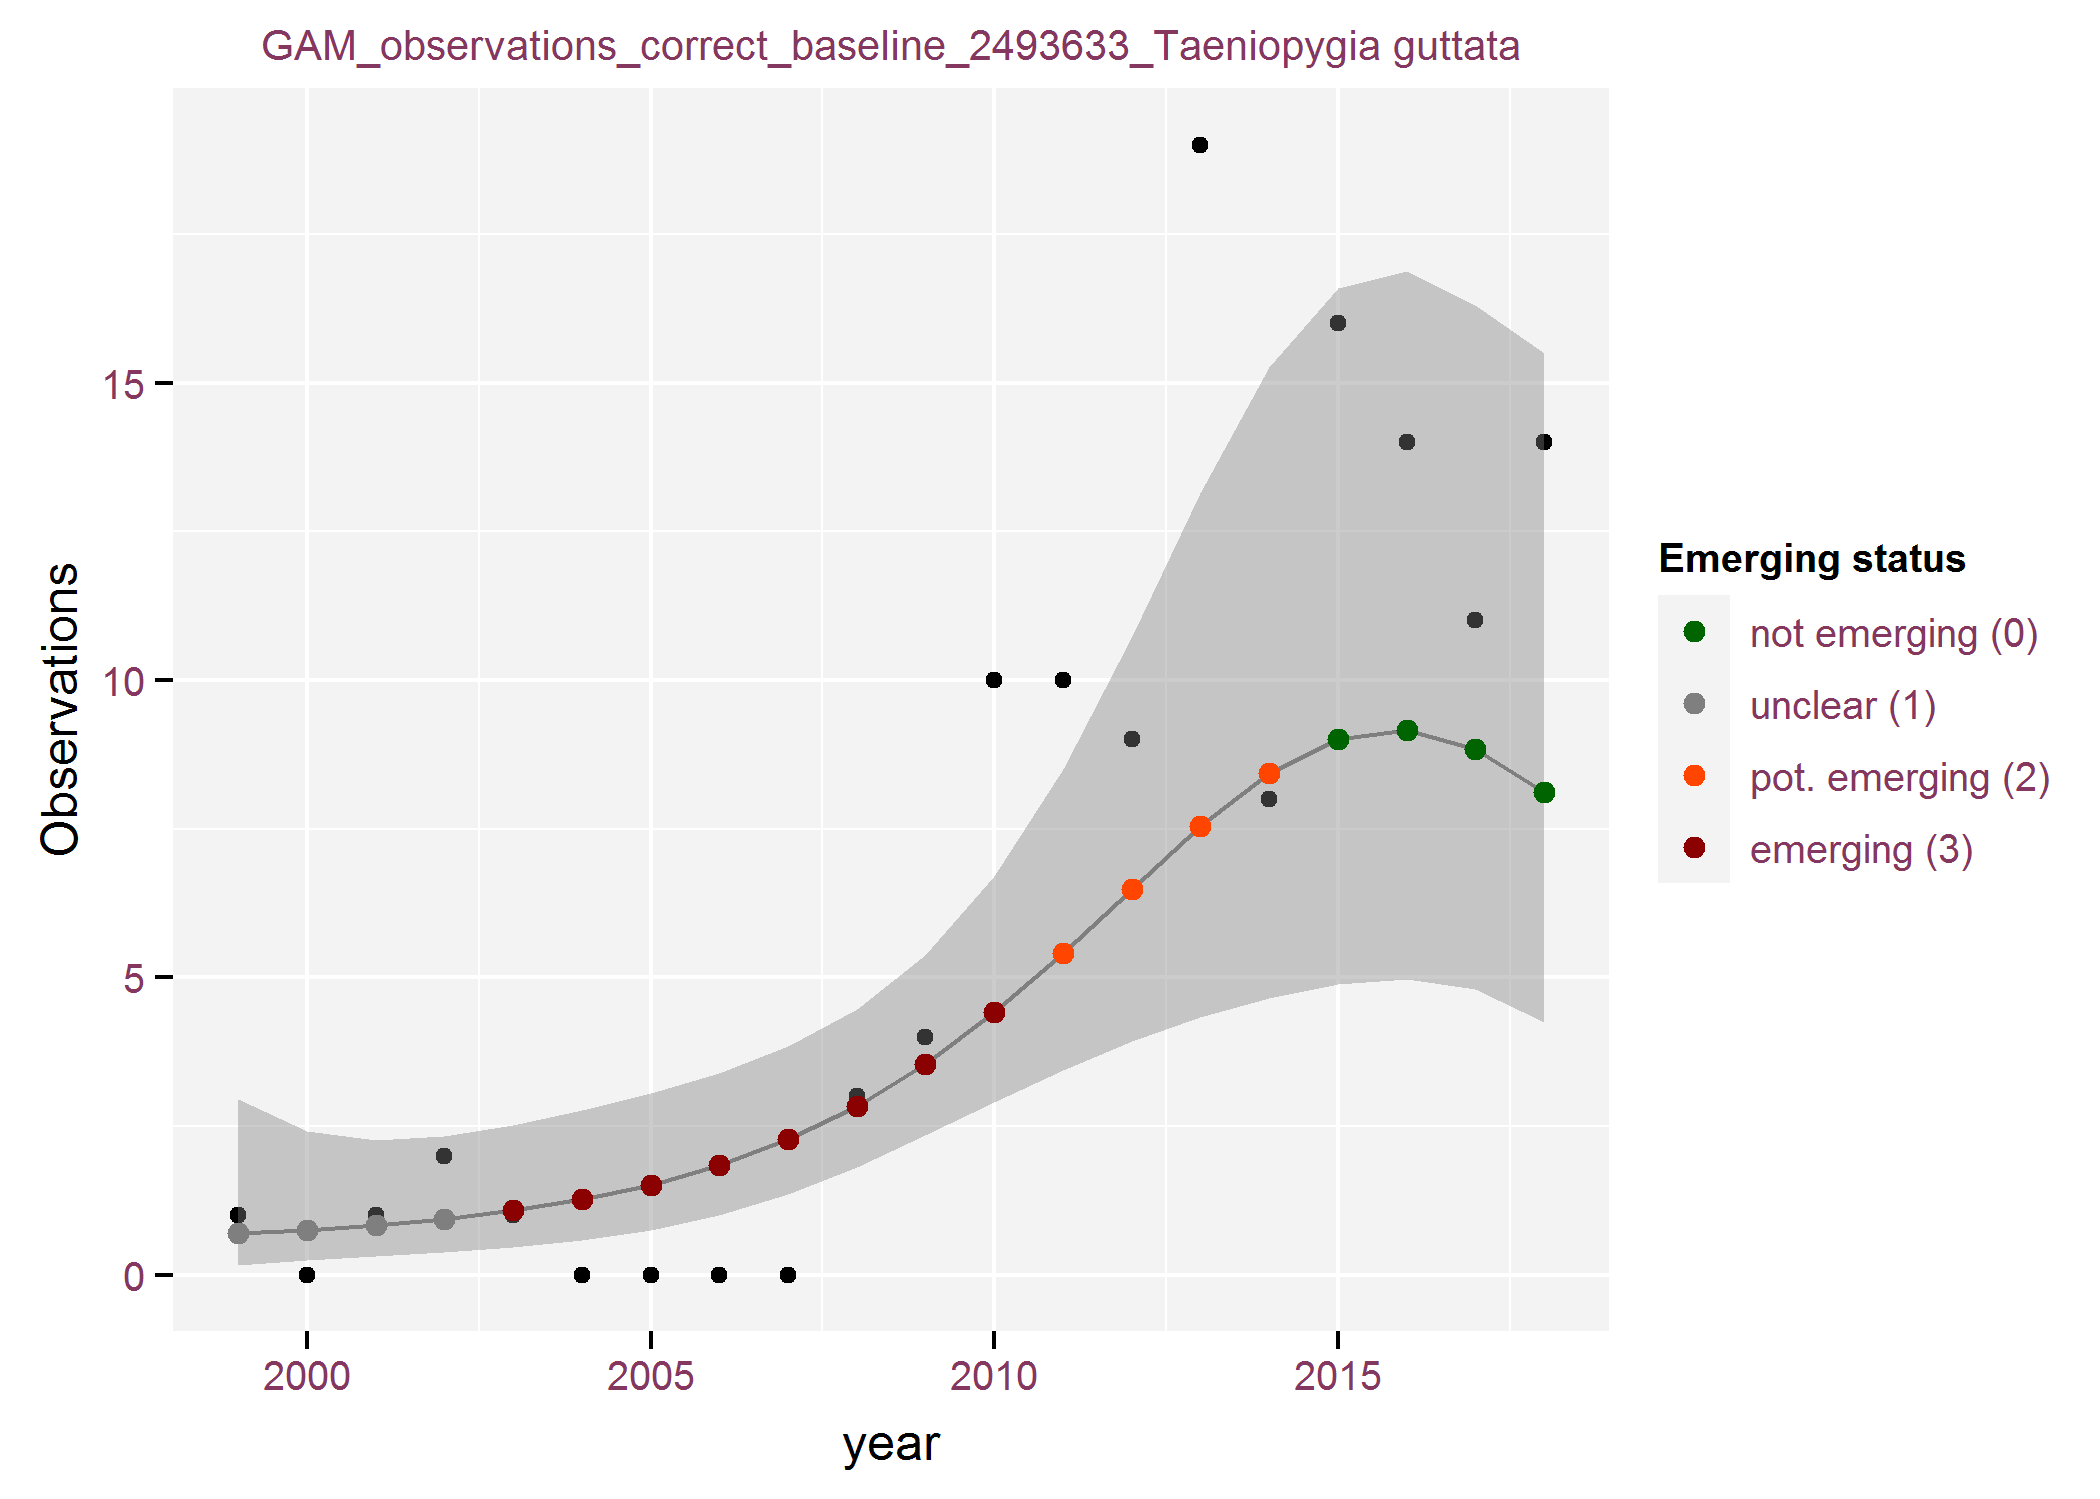 GAM_observations_correct_baseline_2493633_Taeniopygia guttata
Observations
15
10
5
0
2000 2005 2010 2015
year
Emerging status
not emerging (0)
unclear (1)
pot. emerging (2)
emerging (3)